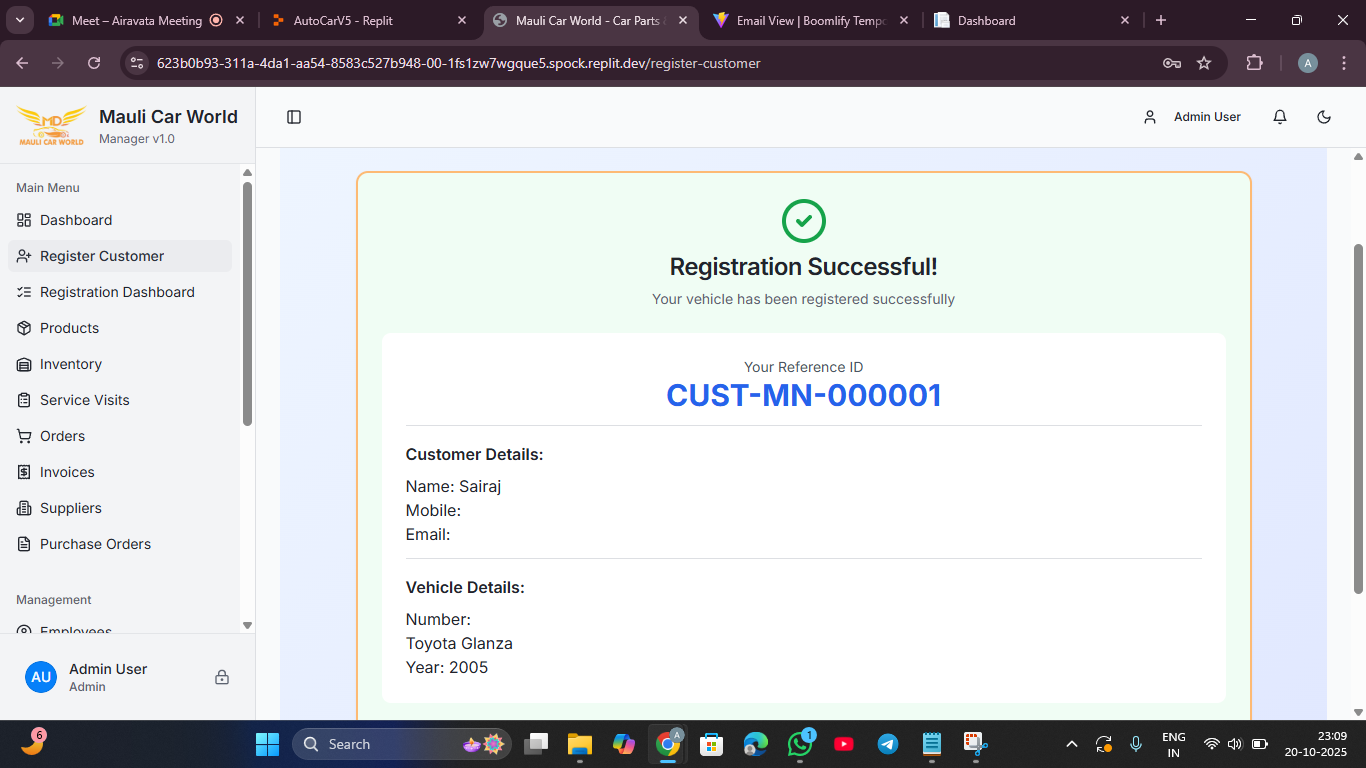 Meet – Airavata Meeting
AutoCarV5 - Replit
Mauli Car World - Car Parts
Email View | Boomlify Tempo
Dashboard
623b0b93-311a-4da1-aa54-8583c527b948-00-1fs1zw7wgque5.spock.replit.dev/register-customer
A
MD
MAULI CAR WORLD
Mauli Car World
Manager v1.0
Admin User
Main Menu
Dashboard
Register Customer
Registration Dashboard
Products
Inventory
Service Visits
Orders
Invoices
Suppliers
Purchase Orders
Management
Employees
AU
Admin User
Admin
Registration Successful!
Your vehicle has been registered successfully
Your Reference ID
CUST-MN-000001
Customer Details:
Name: Sairaj
Mobile:
Email:
Vehicle Details:
Number:
Toyota Glanza
Year: 2005
6
Search
A
1
ENG
IN
23:09
20-10-2025